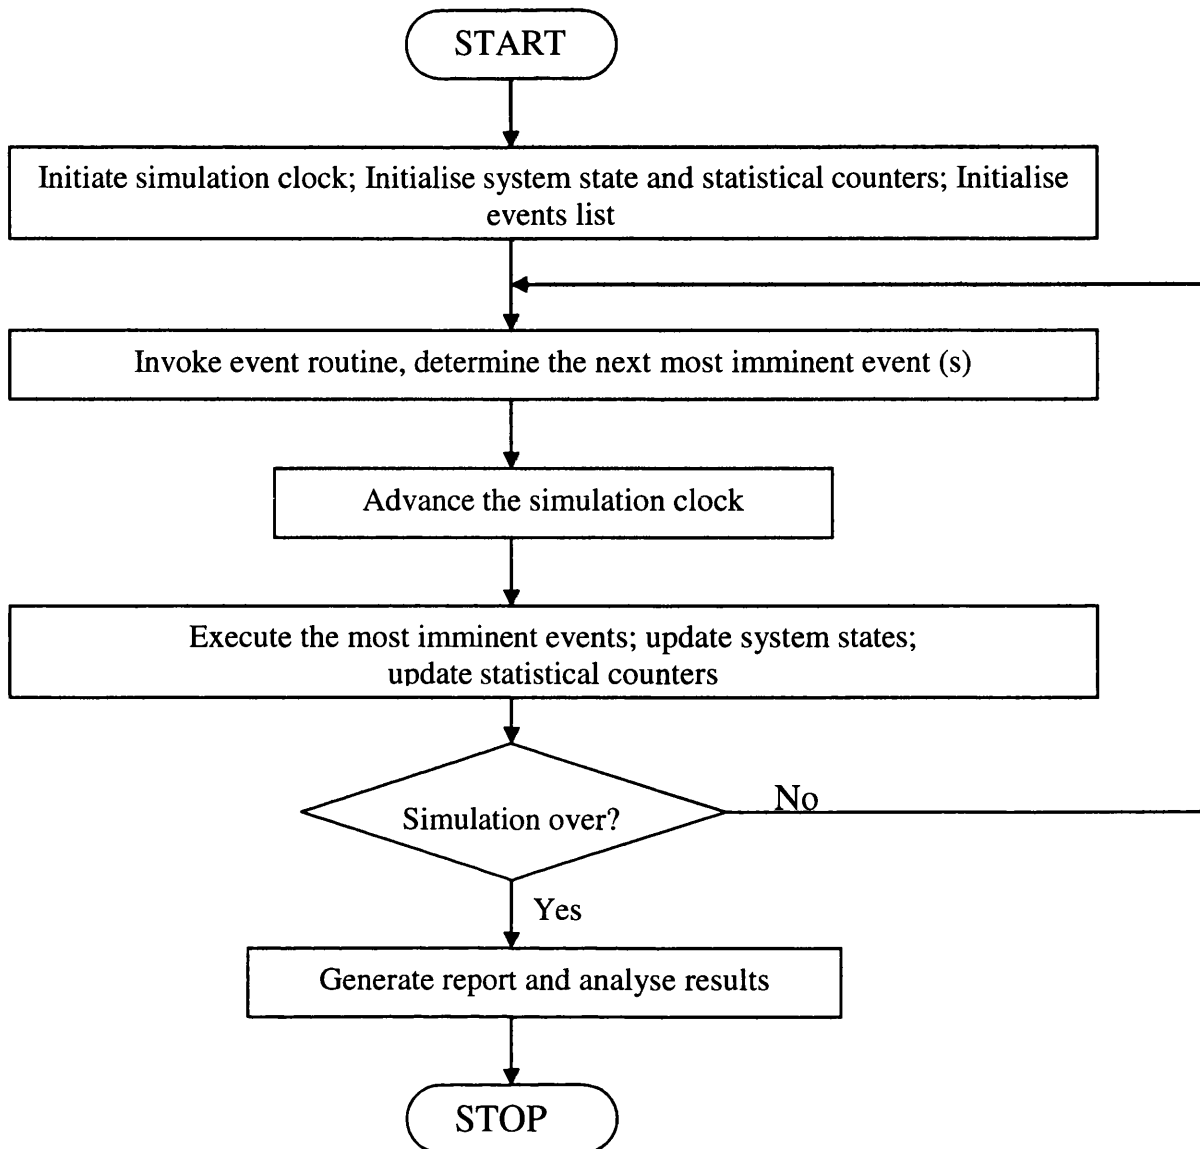 START
Initiate simulation clock; Initialise system state and statistical counters; Initialise
events list
Invoke event routine, determine the next most imminent event (s)
Advance the simulation clock
Execute the most imminent events; update system states;
update statistical counters
Simulation over?
No
Yes
Generate report and analyse results
STOP